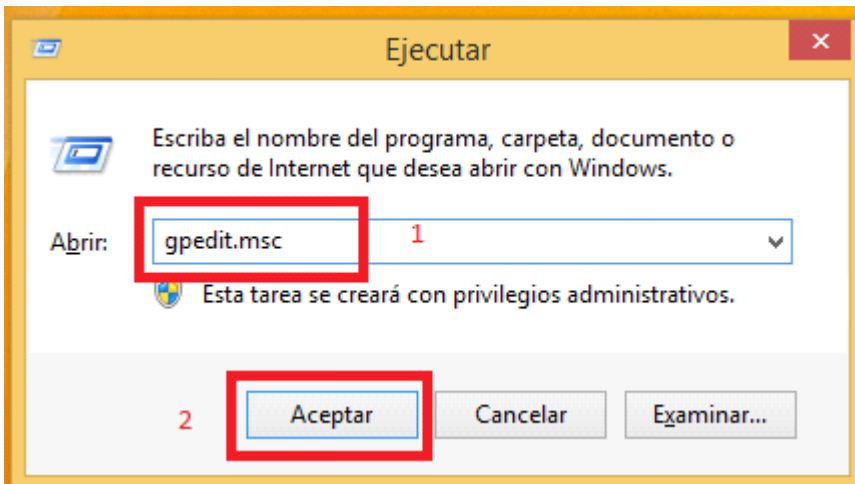 Ejecutar
Escriba el nombre del programa, carpeta, documento o
recurso de Internet que desea abrir con Windows.
Abrir: gpedit.msc 1
Esta tarea se creará con privilegios administrativos.
2 Aceptar Cancelar Examinar...